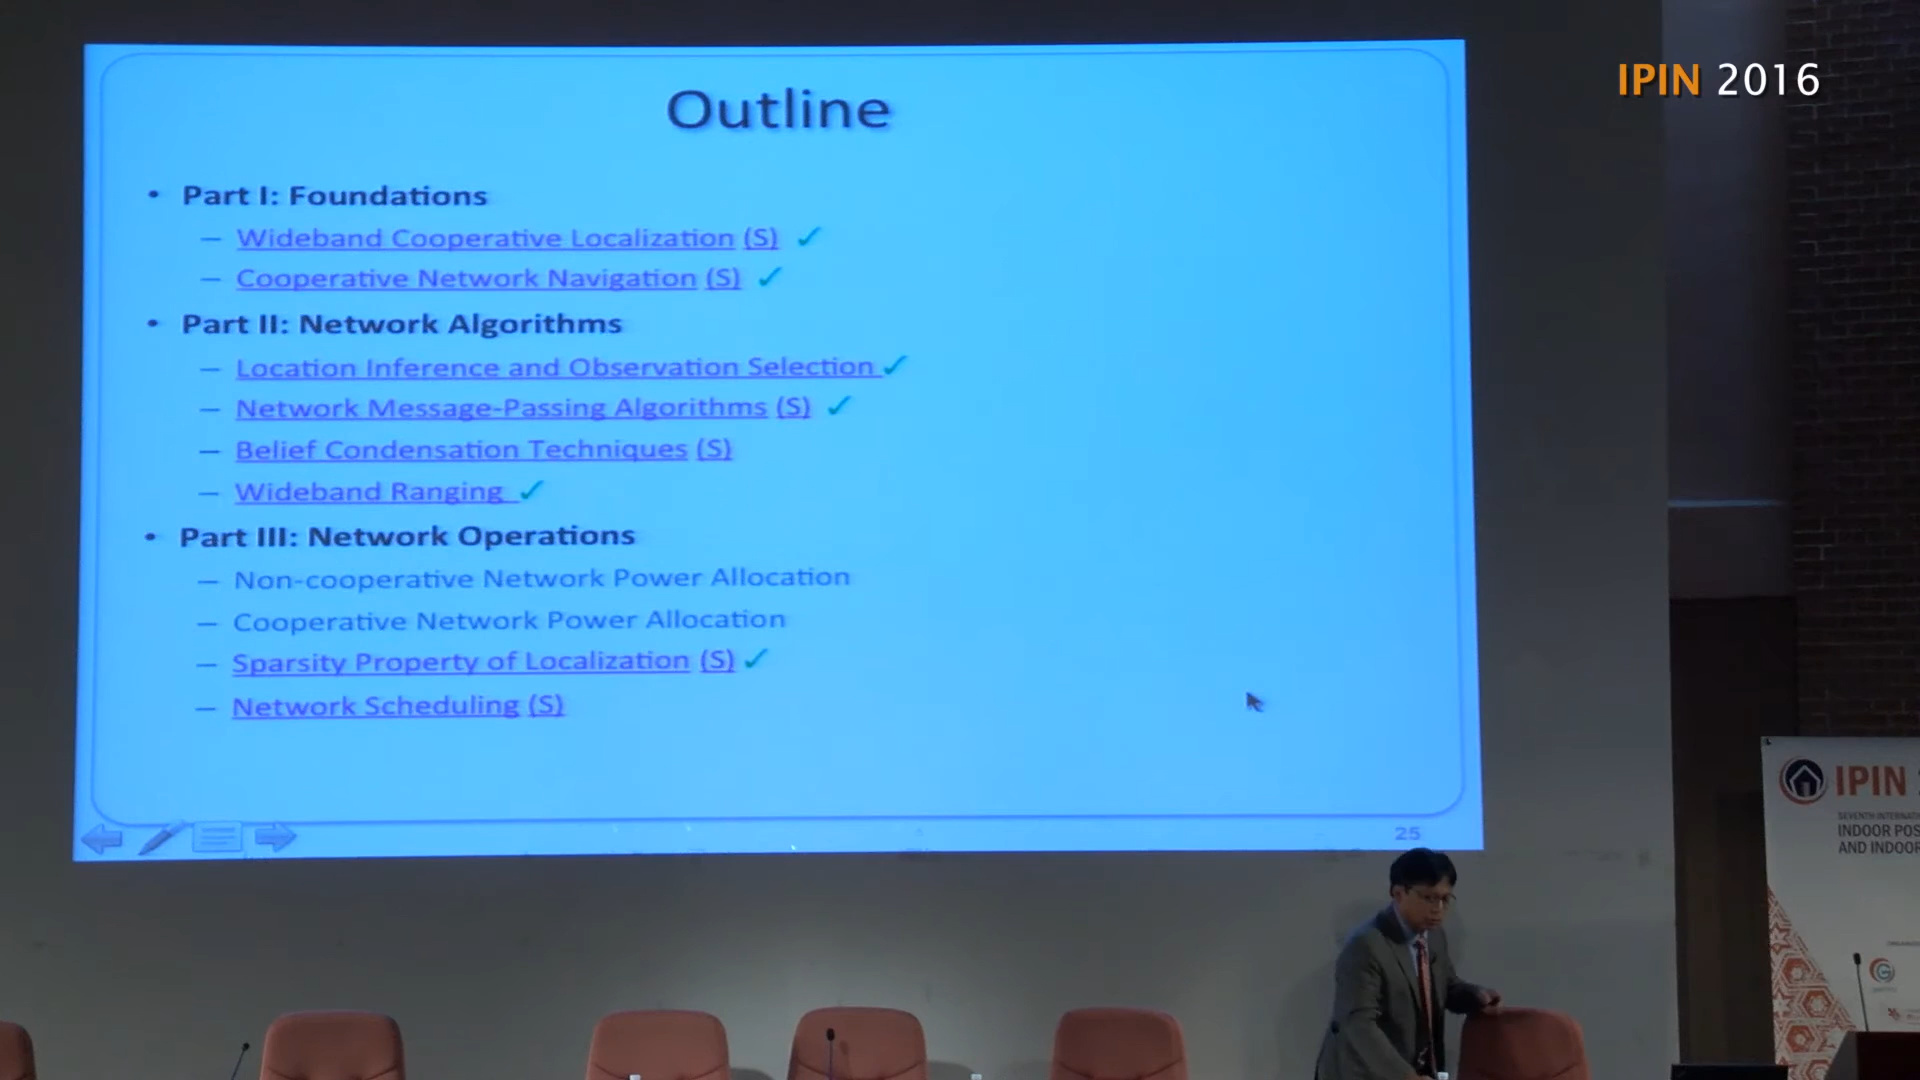 IPIN 2016
Outline
• Part I: Foundations
– Wideband Cooperative Localization (S) ✓
– Cooperative Network Navigation (S) ✓
• Part II: Network Algorithms
– Location Inference and Observation Selection ✓
– Network Message-Passing Algorithms (S) ✓
– Belief Condensation Techniques (S)
– Wideband Ranging ✓
• Part III: Network Operations
– Non-cooperative Network Power Allocation
– Cooperative Network Power Allocation
– Sparsity Property of Localization (S) ✓
– Network Scheduling (S)
25
IPIN
SEVENTH
INDOOR
AND INDOOR